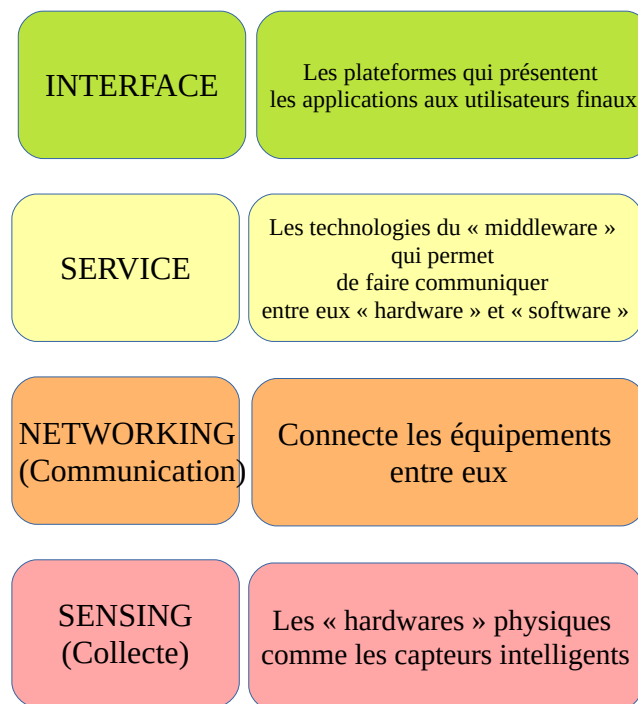 INTERFACE
Les plateformes qui présentent
les applications aux utilisateurs finaux
SERVICE
Les technologies du « middleware »
qui permet
de faire communiquer
entre eux « hardware » et « software »
NETWORKING
(Communication)
Connecte les équipements
entre eux
SENSING
(Collecte)
Les « hardwares » physiques
comme les capteurs intelligents